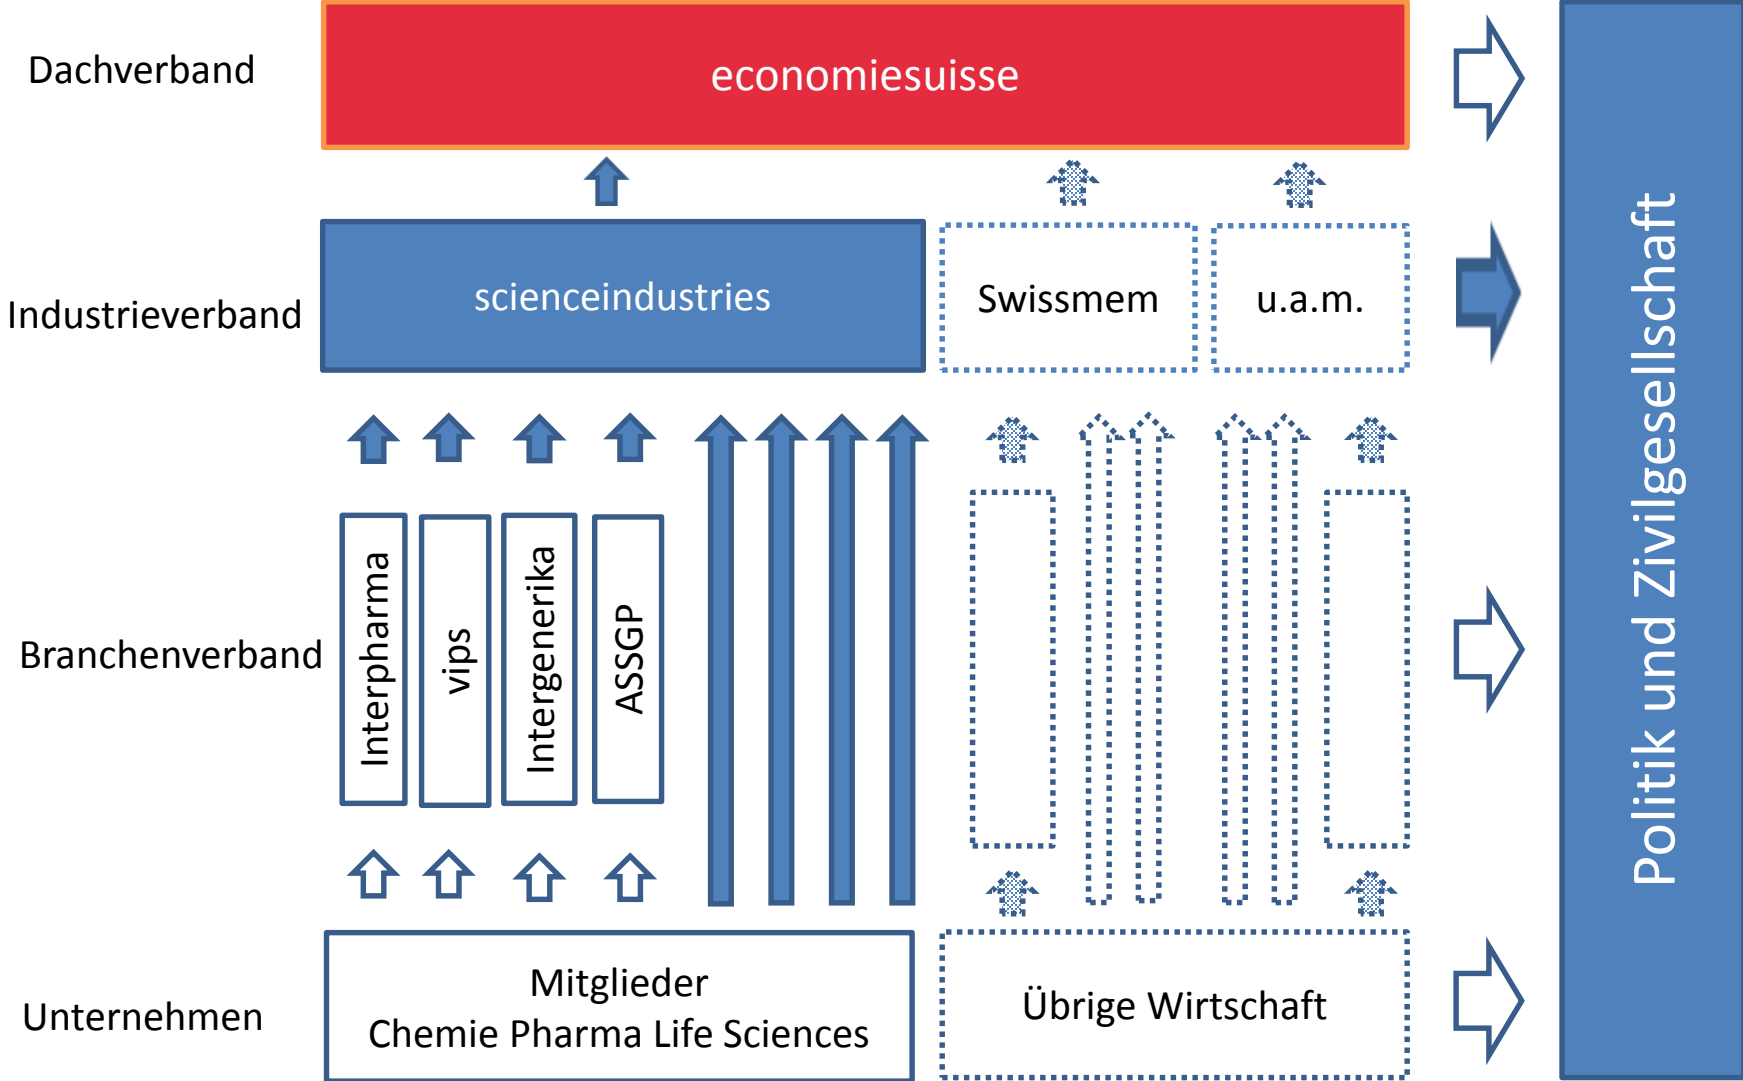 Dachverband
economiesuisse
Industrieverband
scienceindustries
Swissmem
u.a.m.
Branchenverband
Interpharma
vips
Intergenerika
ASSGP
Unternehmen
Mitglieder
Chemie Pharma Life Sciences
Übrige Wirtschaft
Politik und Zivilgesellschaft